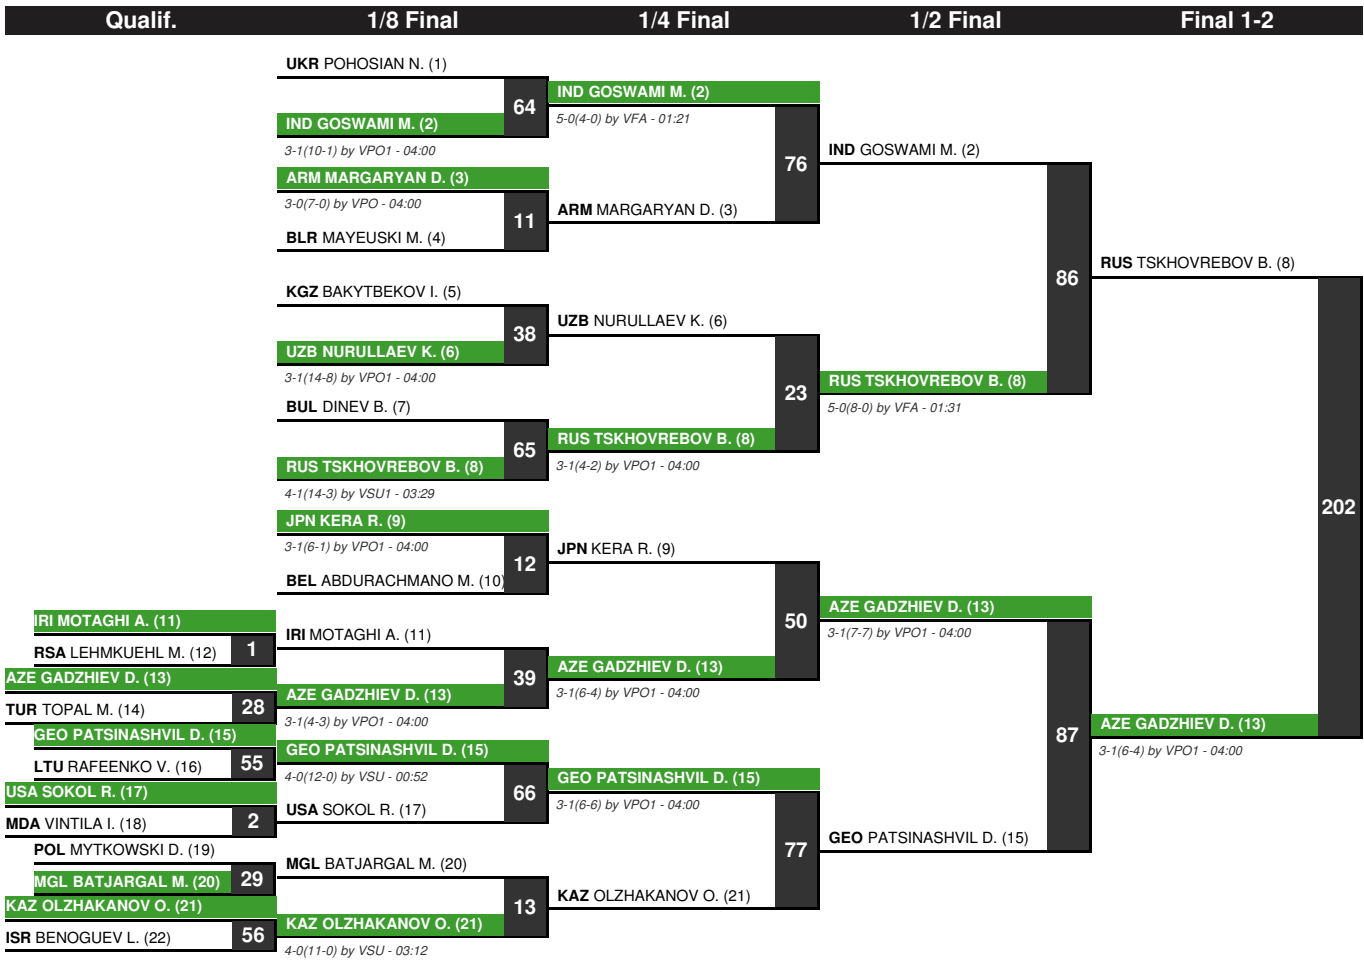 Qualif. 1/8 Final 1/4 Final 1/2 Final Final 1-2
UKR POHOSIAN N. (1)
64
IND GOSWAMI M. (2)
3-1(10-1) by VPO1 - 04:00
ARM MARGARYAN D. (3)
3-0(7-0) by VPO - 04:00
11
BLR MAYEUSKI M. (4)
KGZ BAKYTBEKOV I. (5)
38
UZB NURULLAEV K. (6)
3-1(14-8) by VPO1 - 04:00
BUL DINEV B. (7)
65
RUS TSKHOVREBOV B. (8)
4-1(14-3) by VSU1 - 03:29
JPN KERA R. (9)
3-1(6-1) by VPO1 - 04:00
12
BEL ABDURACHMANO M. (10)
IRI MOTAGHI A. (11)
RSA LEHMKUEHL M. (12)
1
AZE GADZHIEV D. (13)
TUR TOPAL M. (14)
28
GEO PATSINASHVIL D. (15)
LTU RAFEENKO V. (16)
55
USA SOKOL R. (17)
MDA VINTILA I. (18)
2
POL MYTKOWSKI D. (19)
MGL BATJARGAL M. (20)
29
KAZ OLZHAKANOV O. (21)
ISR BENOGUEV L. (22)
56
IRI MOTAGHI A. (11)
39
AZE GADZHIEV D. (13)
3-1(4-3) by VPO1 - 04:00
GEO PATSINASHVIL D. (15)
4-0(12-0) by VSU - 00:52
66
USA SOKOL R. (17)
MGL BATJARGAL M. (20)
13
KAZ OLZHAKANOV O. (21)
4-0(11-0) by VSU - 03:12
IND GOSWAMI M. (2)
5-0(4-0) by VFA - 01:21
76
ARM MARGARYAN D. (3)
UZB NURULLAEV K. (6)
23
RUS TSKHOVREBOV B. (8)
3-1(4-2) by VPO1 - 04:00
JPN KERA R. (9)
50
AZE GADZHIEV D. (13)
3-1(6-4) by VPO1 - 04:00
GEO PATSINASHVIL D. (15)
3-1(6-6) by VPO1 - 04:00
77
KAZ OLZHAKANOV O. (21)
IND GOSWAMI M. (2)
86
RUS TSKHOVREBOV B. (8)
5-0(8-0) by VFA - 01:31
AZE GADZHIEV D. (13)
3-1(7-7) by VPO1 - 04:00
87
GEO PATSINASHVIL D. (15)
RUS TSKHOVREBOV B. (8)
202
AZE GADZHIEV D. (13)
3-1(6-4) by VPO1 - 04:00